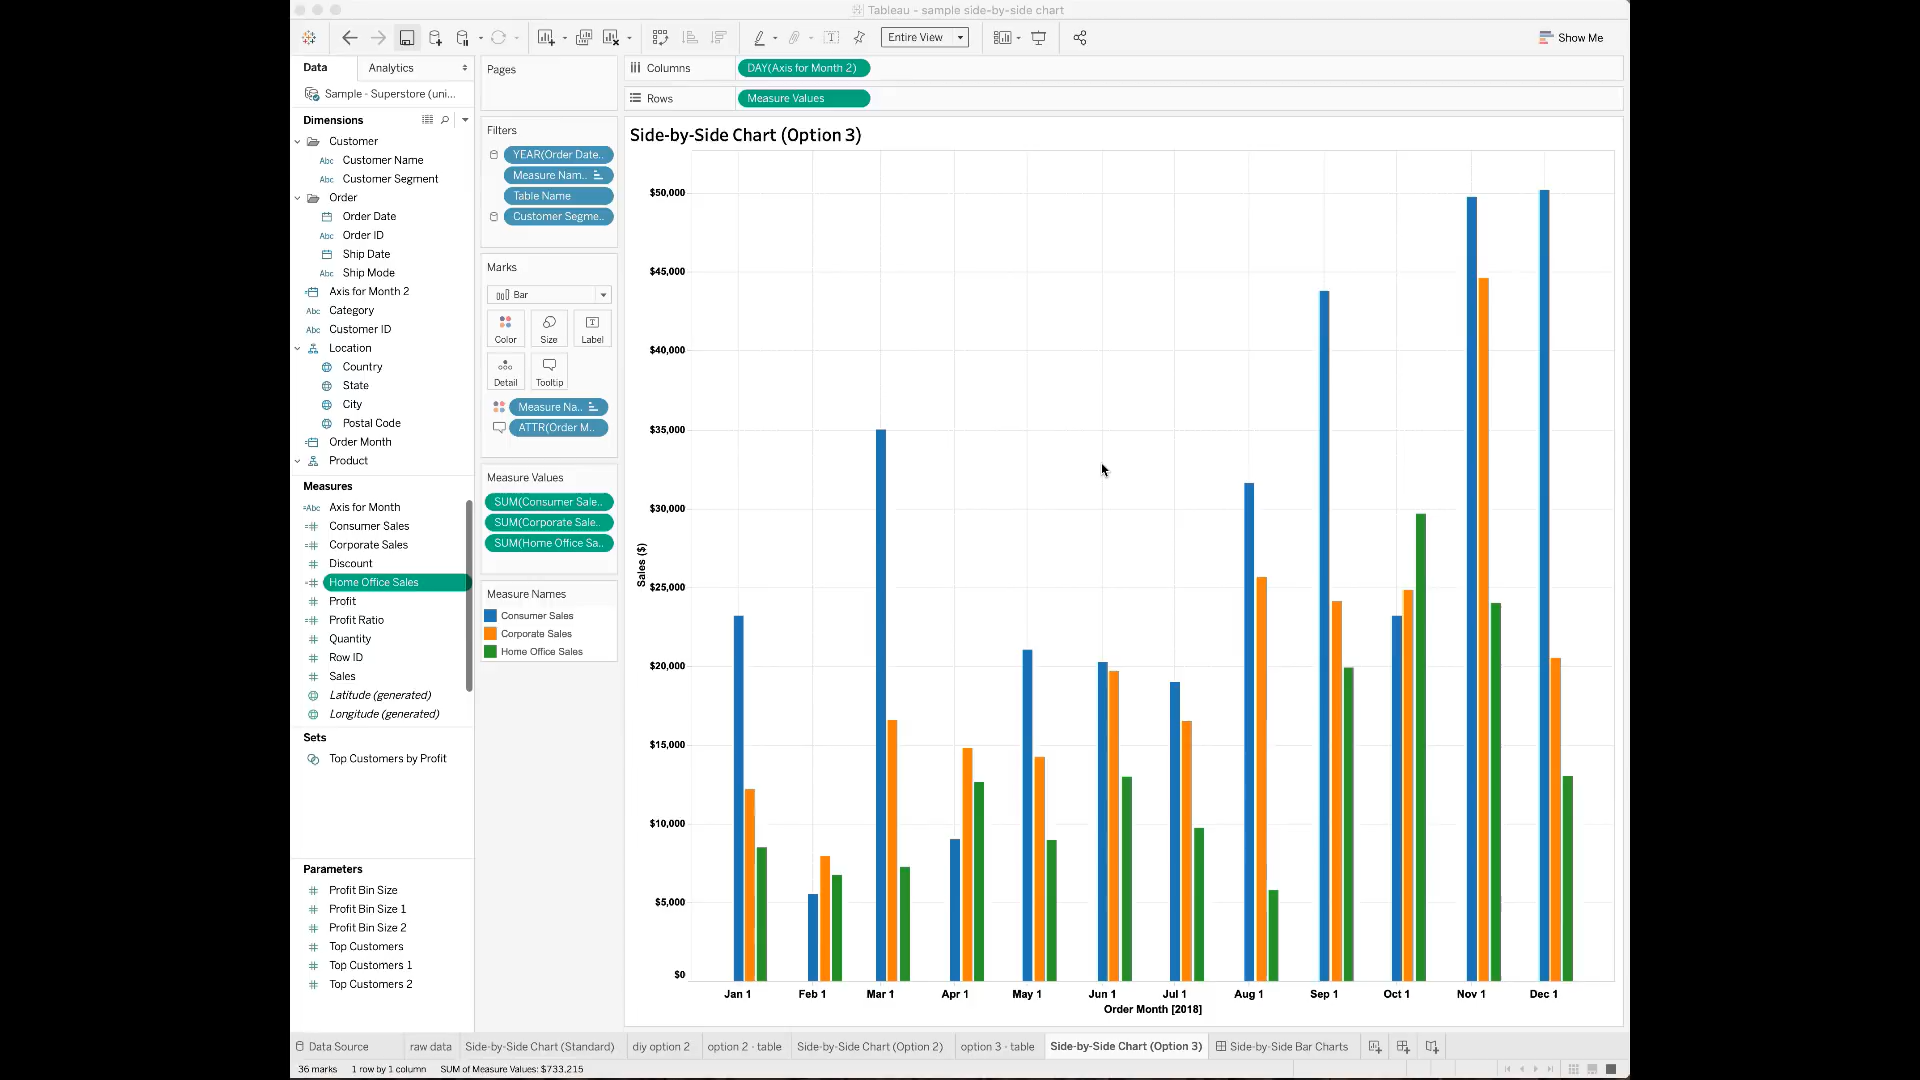 Tableau - sample side-by-side chart
Entire View
Show Me
Data
Analytics
Sample - Superstore (uni...
Dimensions
Customer
Abc Customer Name
Abc Customer Segment
Order
Order Date
Abc Order ID
Ship Date
Abc Ship Mode
Axis for Month 2
Abc Category
Abc Customer ID
Location
Country
State
City
Postal Code
Order Month
Product
Measures
=Abc Axis for Month
Consumer Sales
Corporate Sales
Discount
Home Office Sales
Profit
Profit Ratio
Quantity
Row ID
Sales
Latitude (generated)
Longitude (generated)
Sets
Top Customers by Profit
Parameters
Profit Bin Size
Profit Bin Size 1
Profit Bin Size 2
Top Customers
Top Customers 1
Top Customers 2
Pages
Filters
YEAR(Order Date..
Measure Nam..
Table Name
Customer Segme..
Marks
Bar
Color
Size
Label
Detail
Tooltip
Measure Na..
ATTR(Order M..
Measure Values
SUM(Consumer Sale..
SUM(Corporate Sale..
SUM(Home Office Sa..
Measure Names
Consumer Sales
Corporate Sales
Home Office Sales
Columns
DAY(Axis for Month 2)
Rows
Measure Values
Side-by-Side Chart (Option 3)
$50,000
$45,000
$40,000
$35,000
$30,000
$25,000
$20,000
$15,000
$10,000
$5,000
$0
Sales ($)
Jan 1
Feb 1
Mar 1
Apr 1
May 1
Jun 1
Jul 1
Aug 1
Sep 1
Oct 1
Nov 1
Dec 1
Order Month [2018]
Data Source
raw data
Side-by-Side Chart (Standard)
diy option 2
option 2 - table
Side-by-Side Chart (Option 2)
option 3 - table
Side-by-Side Chart (Option 3)
Side-by-Side Bar Charts
36 marks
1 row by 1 column
SUM of Measure Values: $733,215